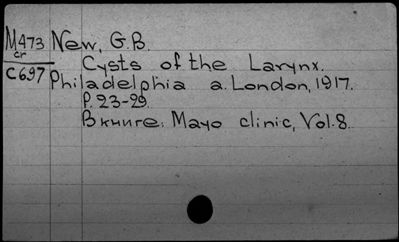 M473 New, G.B.
cr
C697 Cysts of the Larynx.
Philadelphia a. London, 1917.
P. 23-29
В книге: Mayo clinic, Vol. 8.